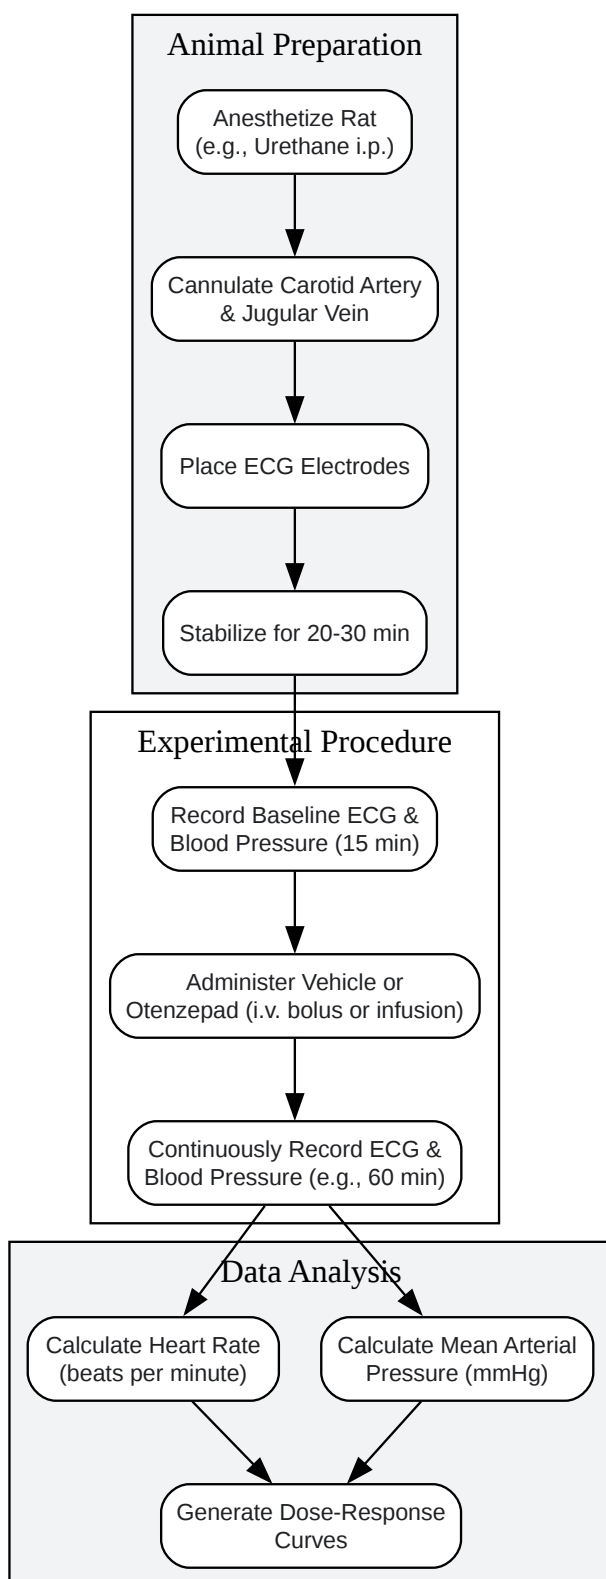 Animal Preparation
Anesthetize Rat
(e.g., Urethane i.p.)
Cannulate Carotid Artery
& Jugular Vein
Place ECG Electrodes
Stabilize for 20-30 min
Experimental Procedure
Record Baseline ECG &
Blood Pressure (15 min)
Administer Vehicle or
Otenzepad (i.v. bolus or infusion)
Continuously Record ECG &
Blood Pressure (e.g., 60 min)
Data Analysis
Calculate Heart Rate
(beats per minute)
Calculate Mean Arterial
Pressure (mmHg)
Generate Dose-Response
Curves